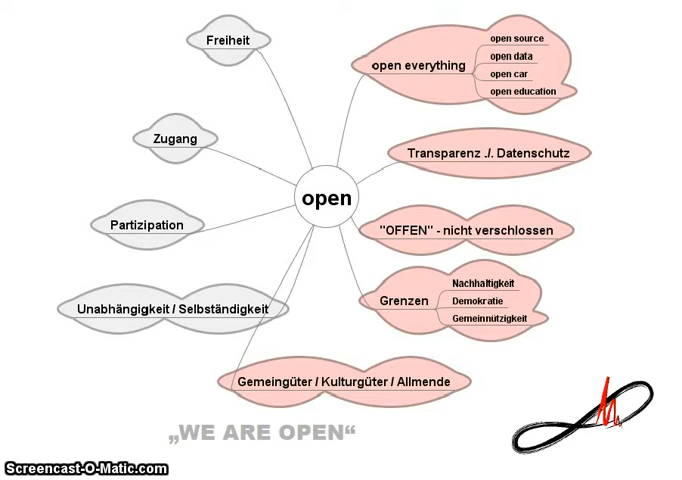 Freiheit
Zugang
Partizipation
Unabhängigkeit / Selbständigkeit
open
open everything
open source
open data
open car
open education
Transparenz ./. Datenschutz
"OFFEN" - nicht verschlossen
Grenzen
Nachhaltigkeit
Demokratie
Gemeinnützigkeit
Gemeingüter / Kulturgüter / Allmende
„WE ARE OPEN“
Screencast-O-Matic.com